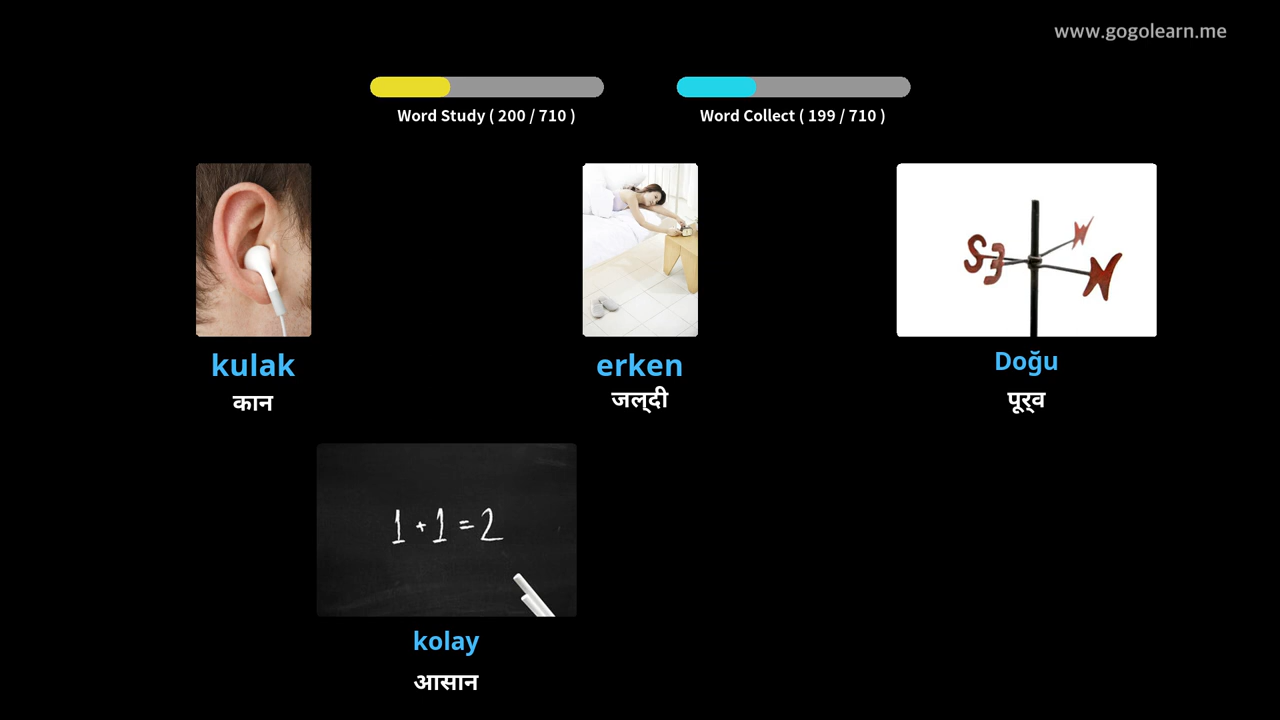 www.gogolearn.me
Word Study ( 200 / 710 )
Word Collect ( 199 / 710 )
S
E
N
W
kulak
erken
Doğu
कान
जल्दी
पूर्व
1 + 1 = 2
kolay
आसान